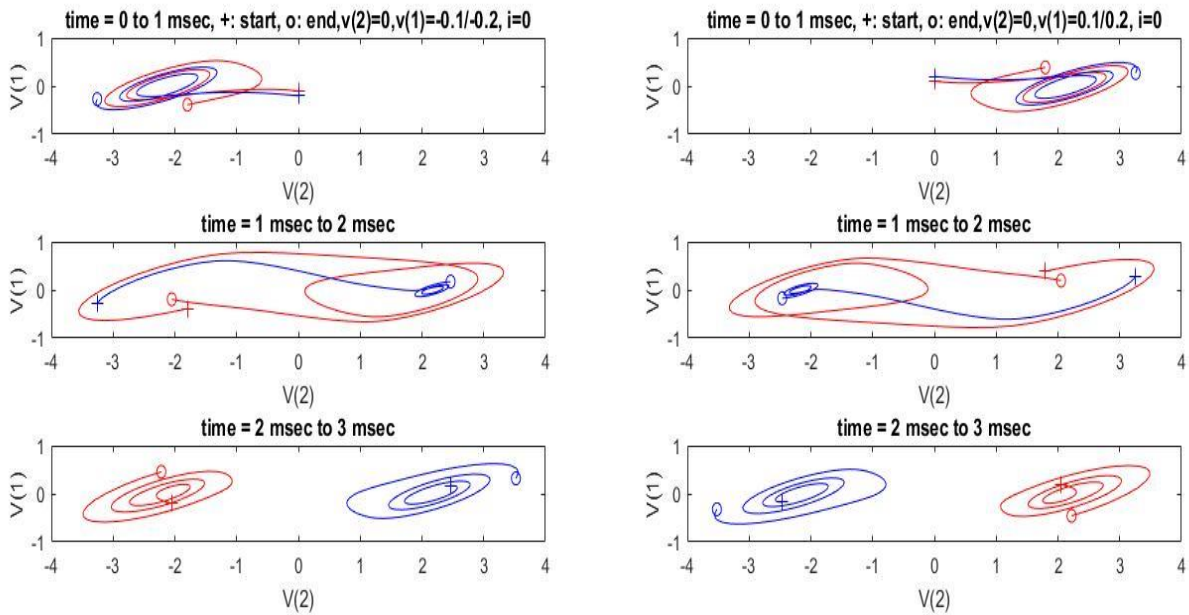 time = 0 to 1 msec, +: start, o: end,v(2)=0,v(1)=-0.1/-0.2, i=0
1
0
-1
V(1)
-4 -3 -2 -1 0 1 2 3 4
V(2)
time = 0 to 1 msec, +: start, o: end,v(2)=0,v(1)=0.1/0.2, i=0
1
0
-1
V(1)
-4 -3 -2 -1 0 1 2 3 4
V(2)
time = 1 msec to 2 msec
1
0
-1
V(1)
-4 -3 -2 -1 0 1 2 3 4
V(2)
time = 1 msec to 2 msec
1
0
-1
V(1)
-4 -3 -2 -1 0 1 2 3 4
V(2)
time = 2 msec to 3 msec
1
0
-1
V(1)
-4 -3 -2 -1 0 1 2 3 4
V(2)
time = 2 msec to 3 msec
1
0
-1
V(1)
-4 -3 -2 -1 0 1 2 3 4
V(2)